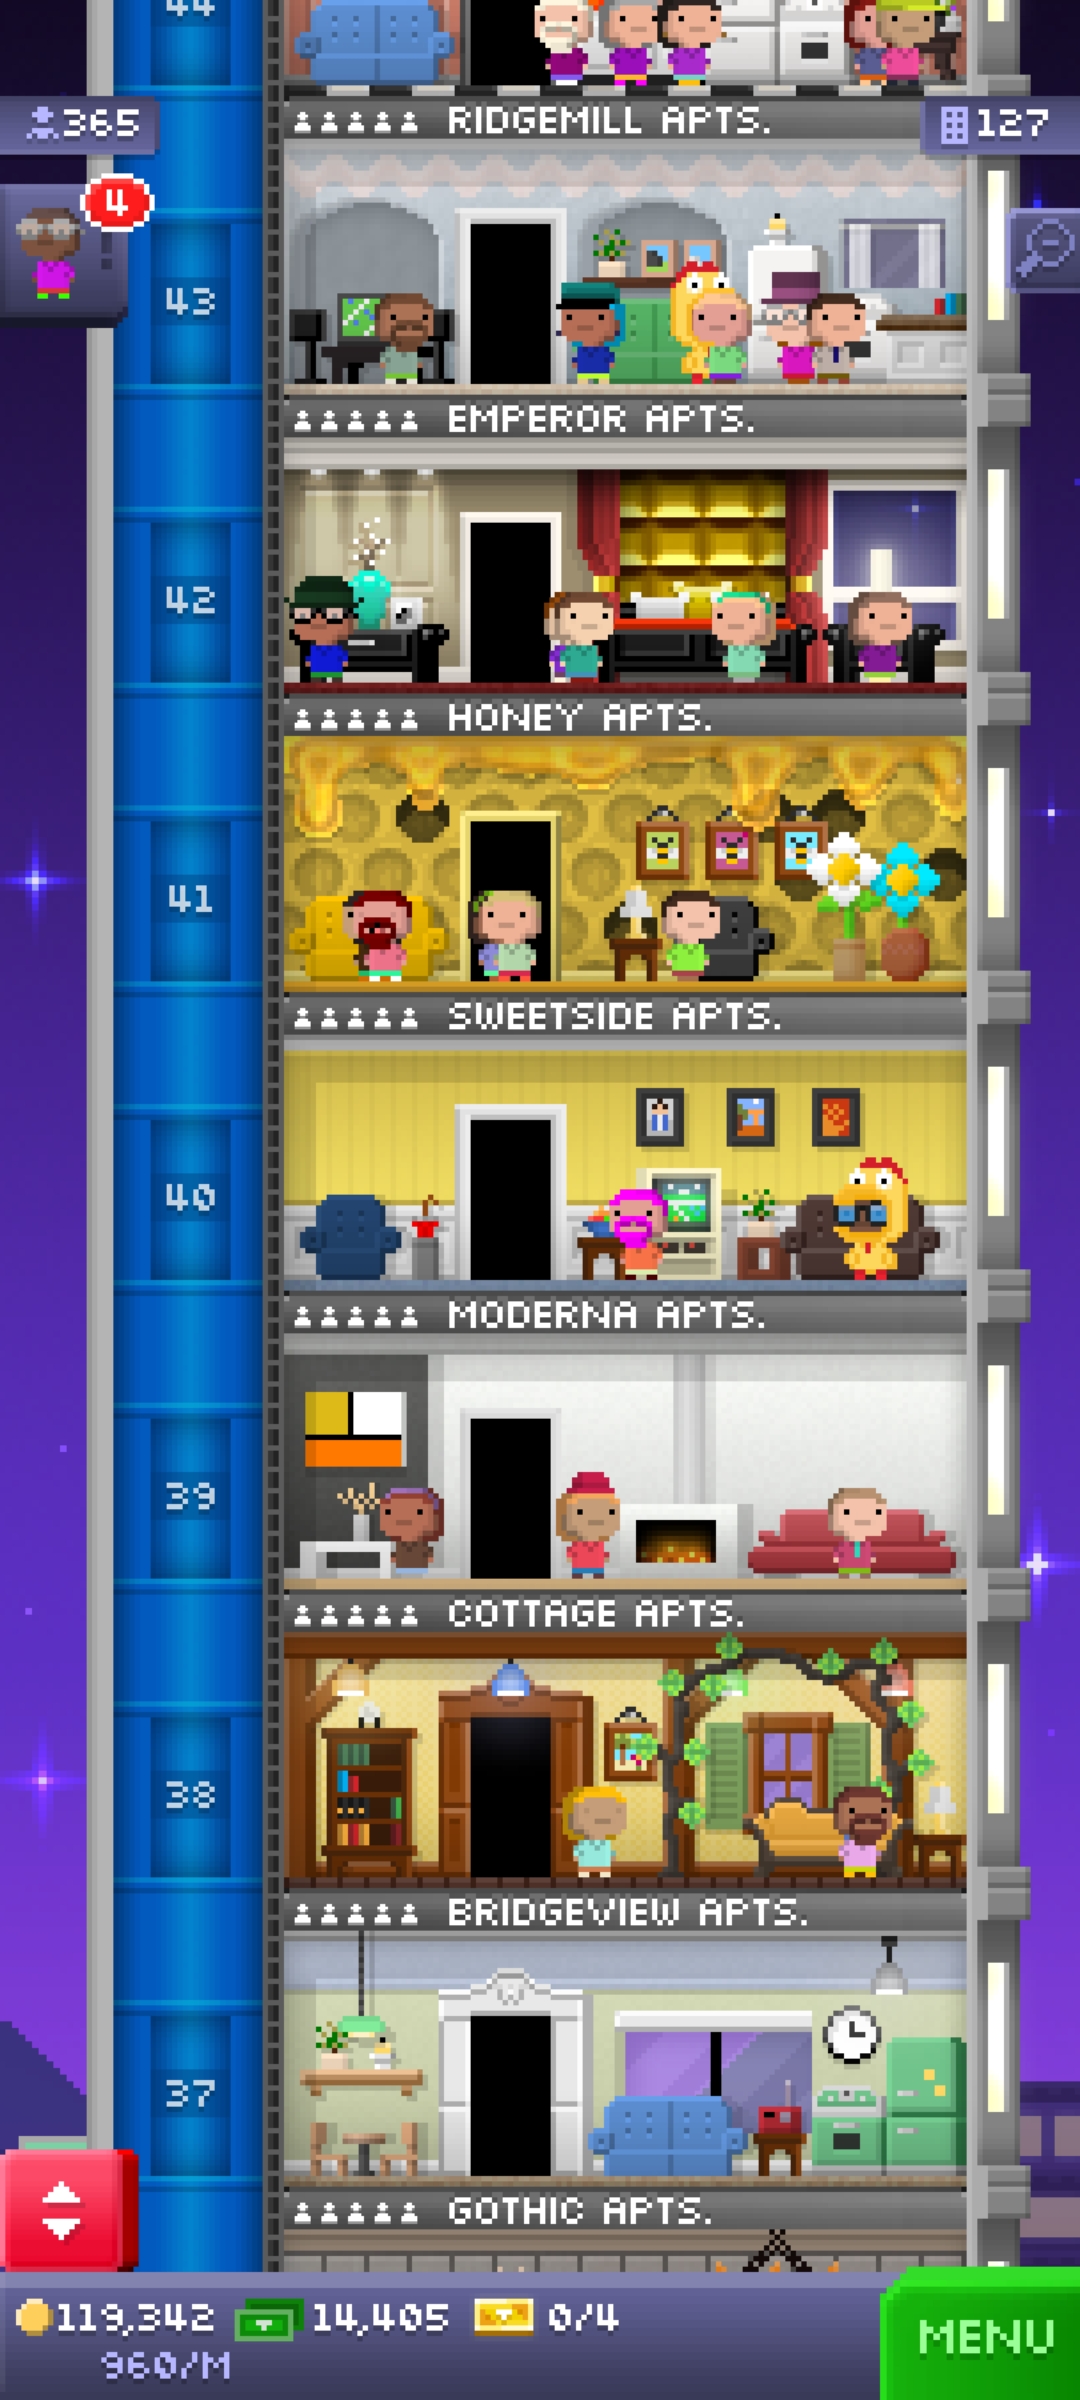 44
365
RIDGEMILL APTS.
127
4
43
EMPEROR APTS.
42
HONEY APTS.
41
SWEETSIDE APTS.
40
MODERNA APTS.
39
COTTAGE APTS.
38
BRIDGEVIEW APTS.
37
GOTHIC APTS.
119,342 14,405 0/4
960/M
MENU